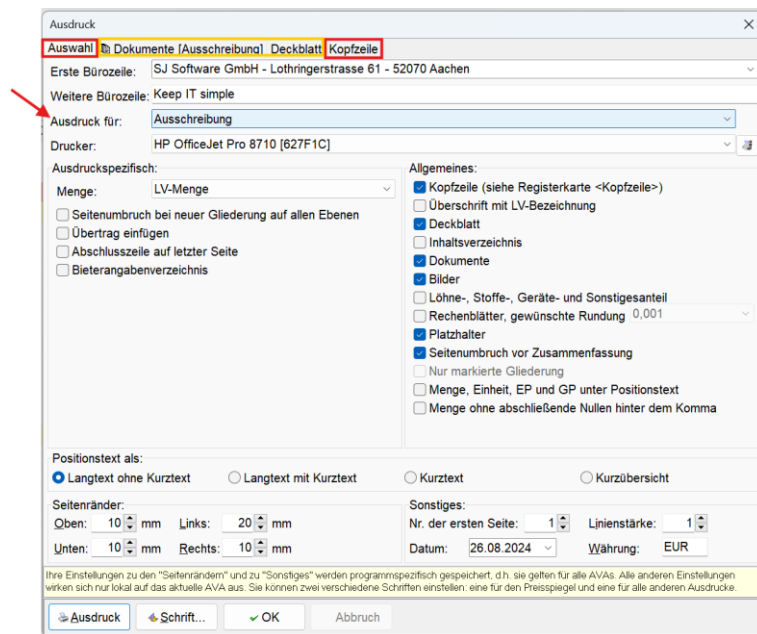 Ausdruck
Auswahl Dokumente [Ausschreibung] Deckblatt Kopfzeile
Erste Bürozeile: SJ Software GmbH - Lothringerstrasse 61 - 52070 Aachen
Weitere Bürozeile: Keep IT simple
Ausdruck für: Ausschreibung
Drucker: HP OfficeJet Pro 8710 [627F1C]
Ausdruckspezifisch:
Menge: LV-Menge
Seitenumbruch bei neuer Gliederung auf allen Ebenen
Übertrag einfügen
Abschlusszeile auf letzter Seite
Bieterangabenverzeichnis
Allgemeines:
Kopfzeile (siehe Registerkarte <Kopfzeile>)
Überschrift mit LV-Bezeichnung
Deckblatt
Inhaltsverzeichnis
Dokumente
Bilder
Löhne-, Stoffe-, Geräte- und Sonstigesanteil
Rechenblätter, gewünschte Rundung 0,001
Platzhalter
Seitenumbruch vor Zusammenfassung
Nur markierte Gliederung
Menge, Einheit, EP und GP unter Positionstext
Menge ohne abschließende Nullen hinter dem Komma
Positionstext als:
Langtext ohne Kurztext Langtext mit Kurztext Kurztext Kurzübersicht
Seitenränder:
Oben: 10 mm Links: 20 mm
Unten: 10 mm Rechts: 10 mm
Sonstiges:
Nr. der ersten Seite: 1 Linienstärke: 1
Datum: 26.08.2024 Währung: EUR
Ihre Einstellungen zu den "Seitenrändern" und zu "Sonstiges" werden programmspezifisch gespeichert, d.h. sie gelten für alle AVAs. Alle anderen Einstellungen
wirken sich nur lokal auf das aktuelle AVA aus. Sie können zwei verschiedene Schriften einstellen: eine für den Preisspiegel und eine für alle anderen Ausdrucke.
Ausdruck Schrift... OK Abbruch